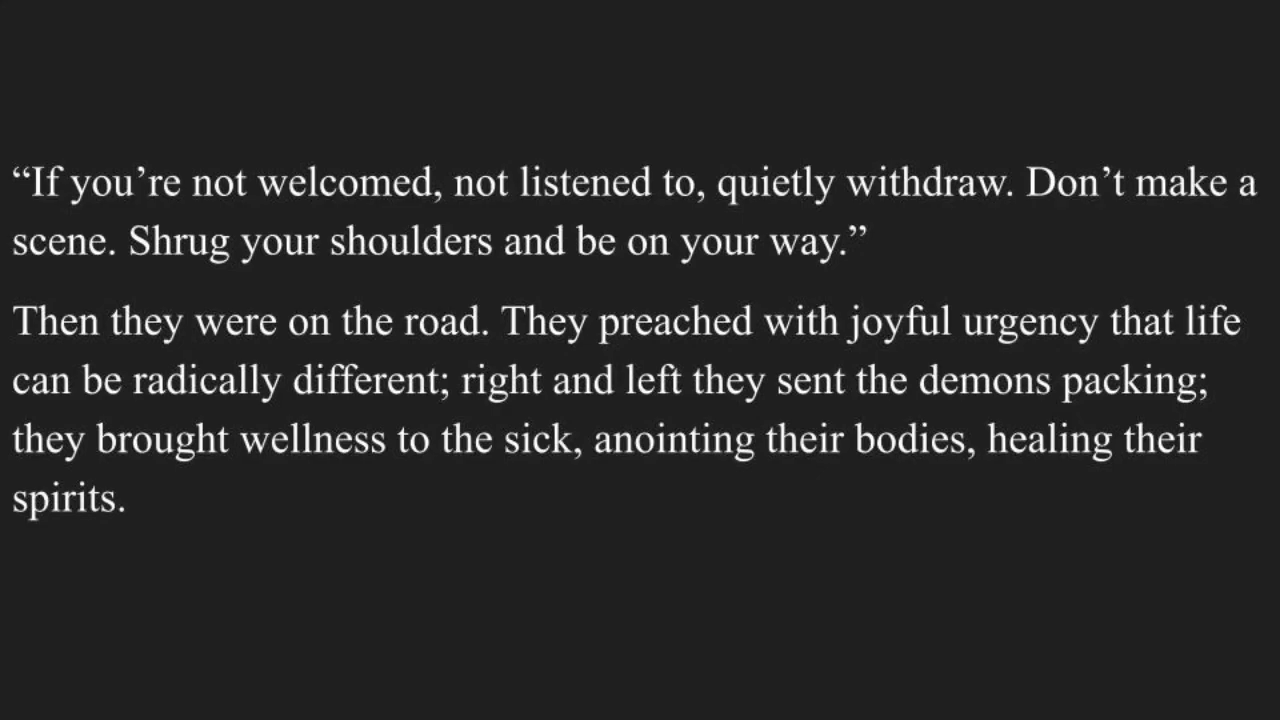 “If you’re not welcomed, not listened to, quietly withdraw. Don’t make a
scene. Shrug your shoulders and be on your way.”
Then they were on the road. They preached with joyful urgency that life
can be radically different; right and left they sent the demons packing;
they brought wellness to the sick, anointing their bodies, healing their
spirits.